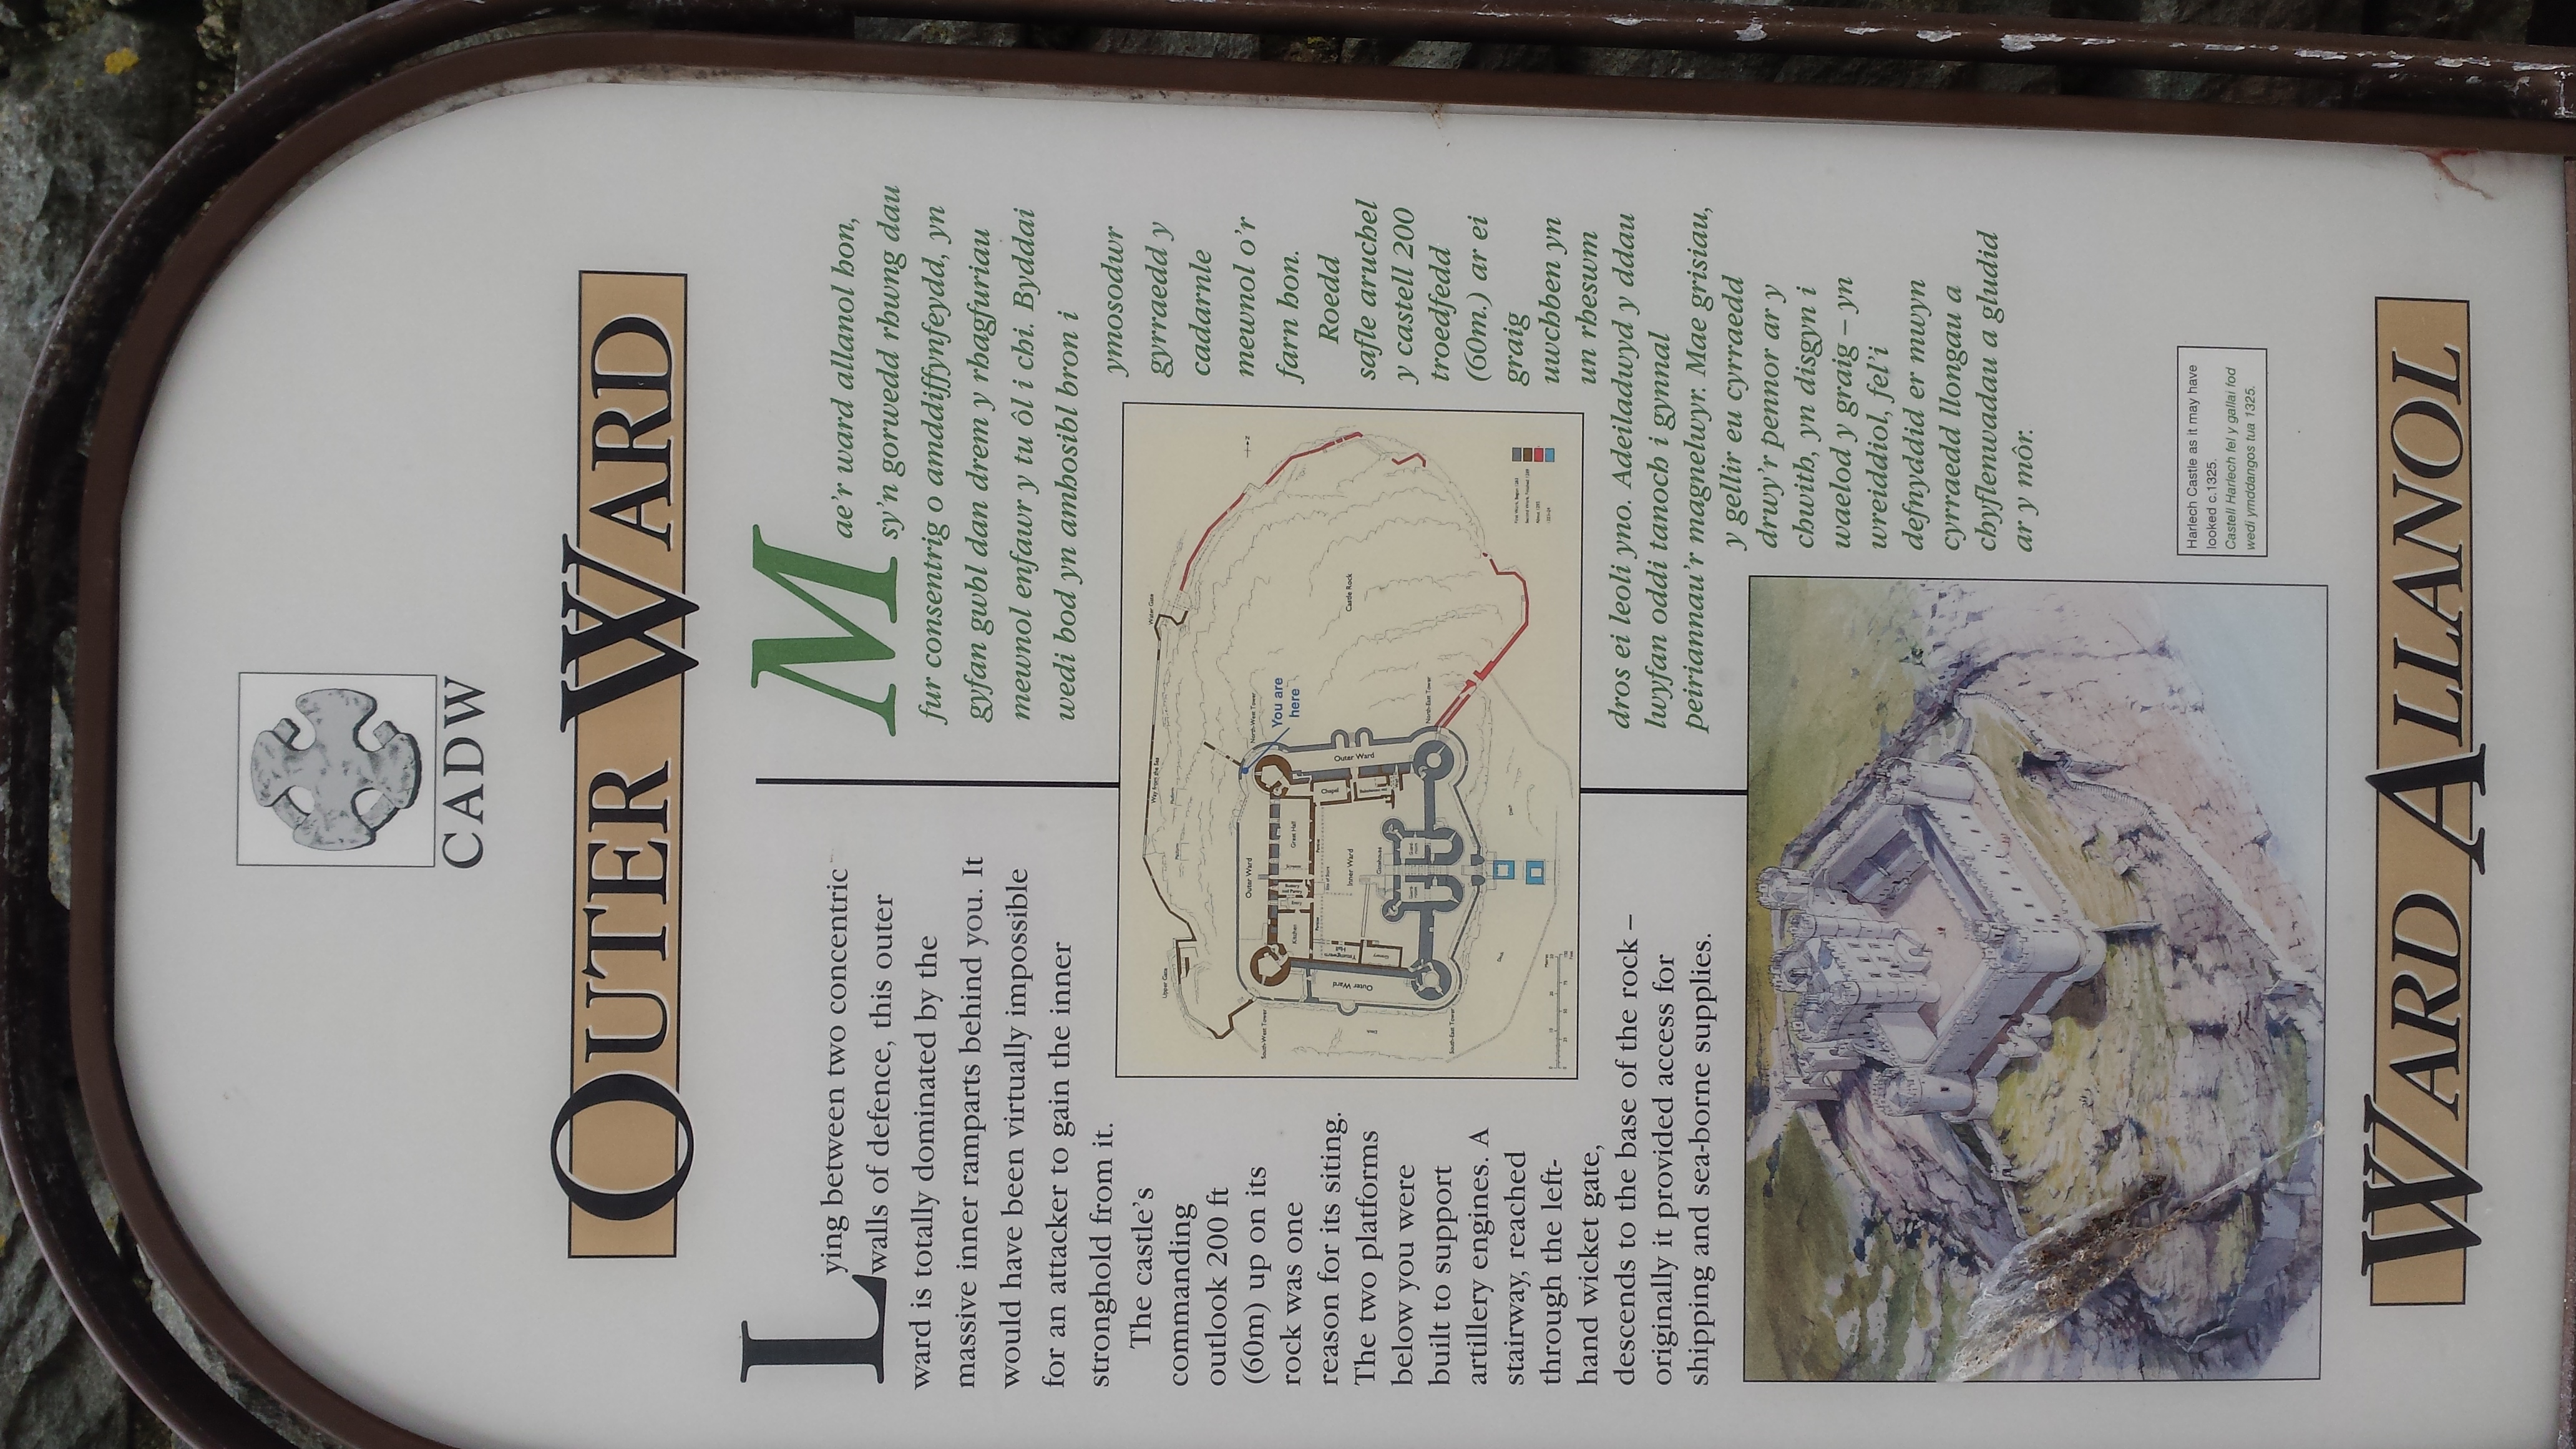 CADW
OUTER WARD
Lying between two concentric
walls of defence, this outer
ward is totally dominated by the
massive inner ramparts behind you. It
would have been virtually impossible
for an attacker to gain the inner
stronghold from it.
The castle's
commanding
outlook 200 ft
(60m) up on its
rock was one
reason for its siting.
The two platforms
below you were
built to support
artillery engines. A
stairway, reached
through the left-
hand wicket gate,
descends to the base of the rock –
originally it provided access for
shipping and sea-borne supplies.
Mae'r ward allanol hon,
sy'n gorwedd rhwng dau
fur consentrig o amddiffynfeydd, yn
gyfan gwbl dan drem y rhagfuriau
mewnol enfawr y tu ôl i chi. Byddai
wedi bod yn amhosibl bron i
ymosodwr
gyrraedd y
cadarnle
mewnol o'r
farn hon.
Roedd
safle aruchel
y castell 200
troedfedd
(60m.) ar ei
graig
uwchben yn
un rheswm
dros ei leoli yno. Adeiladwyd y ddau
lwyfan oddi tanoch i gynnal
peiriannau'r magnelwyr. Mae grisiau,
y gellir eu cyrraedd
drwy'r pennor ar y
chwith, yn disgyn i
waelod y graig – yn
wreiddiol, fel'i
defnyddid er mwyn
cyrraedd llongau a
chyflenwadau a gludid
ar y môr.
Water Gate
Way from the Sea
Upper Gate
Castle Rock
You are
here
North-West Tower
North-East Tower
South-West Tower
South-East Tower
Outer Ward
Outer Ward
Outer Ward
Inner Ward
Great Hall
Kitchen
Chapel
Gatehouse
Harlech Castle as it may have
looked c.1325.
Castell Harlech fel y gallai fod
wedi ymddangos tua 1325.
WARD ALLANOL